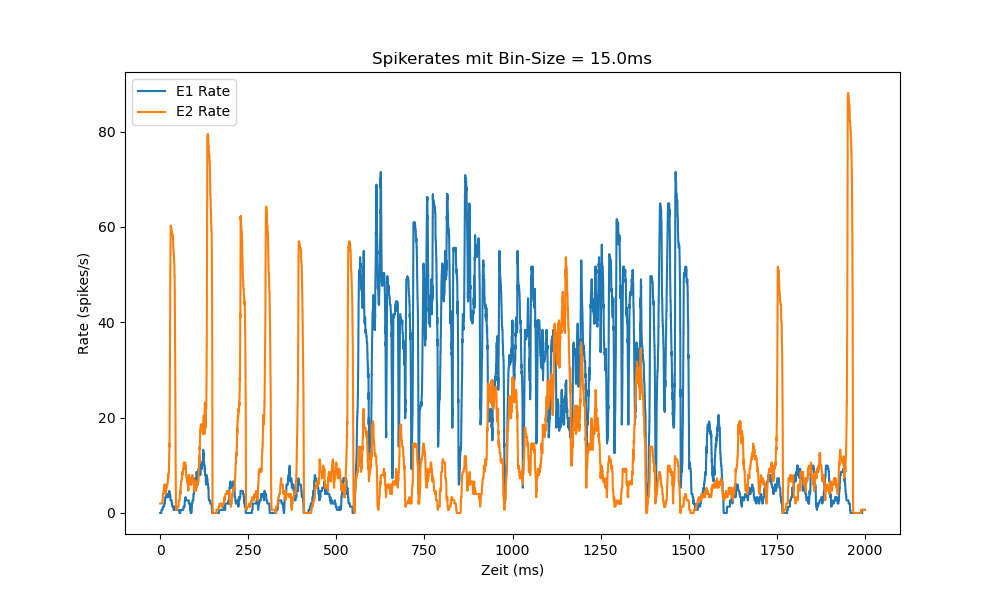 Spikerates mit Bin-Size = 15.0ms
E1 Rate
E2 Rate
Rate (spikes/s)
80
60
40
20
0
0 250 500 750 1000 1250 1500 1750 2000
Zeit (ms)